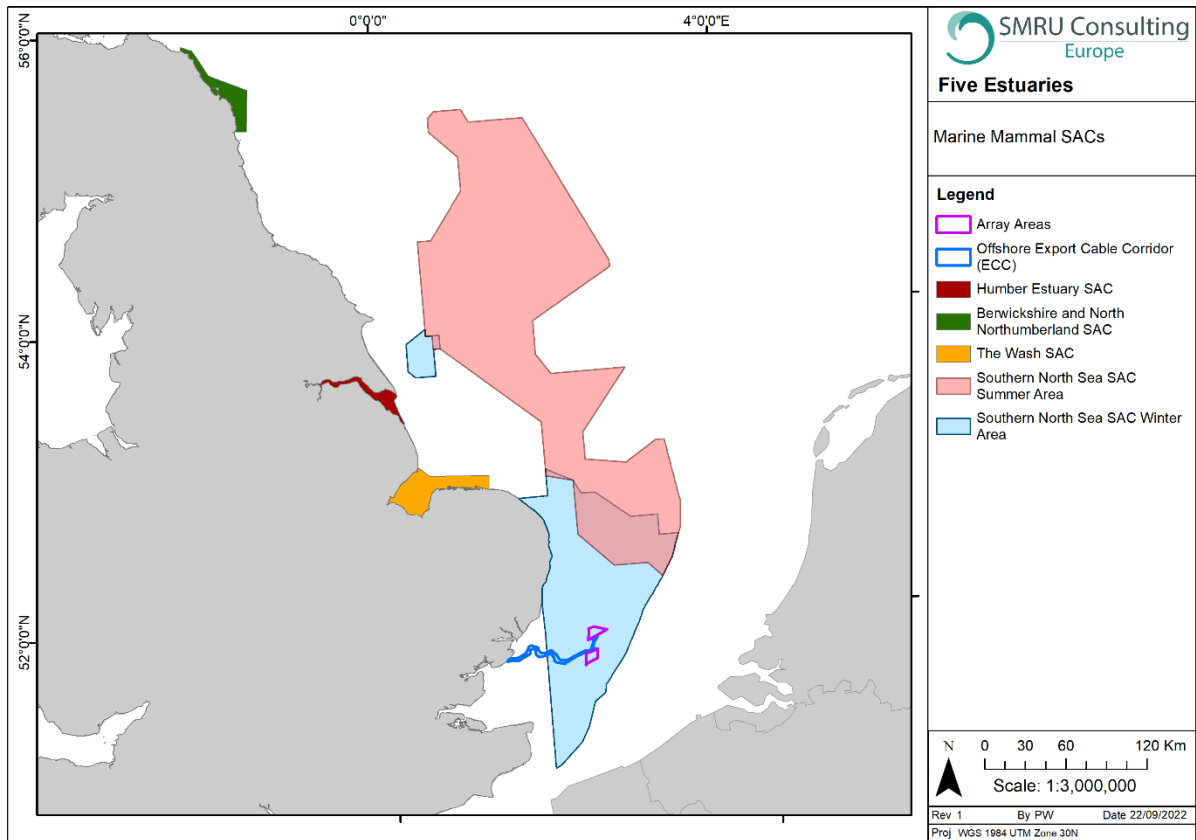 0°0'0"
4°0'0"E
56°0'0"N
54°0'0"N
52°0'0"N
SMRU Consulting
Europe
Five Estuaries
Marine Mammal SACs
Legend
Array Areas
Offshore Export Cable Corridor
(ECC)
Humber Estuary SAC
Berwickshire and North
Northumberland SAC
The Wash SAC
Southern North Sea SAC
Summer Area
Southern North Sea SAC Winter
Area
N
0 30 60 120 Km
Scale: 1:3,000,000
Rev 1 By PW Date 22/09/2022
Proj WGS 1984 UTM Zone 30N